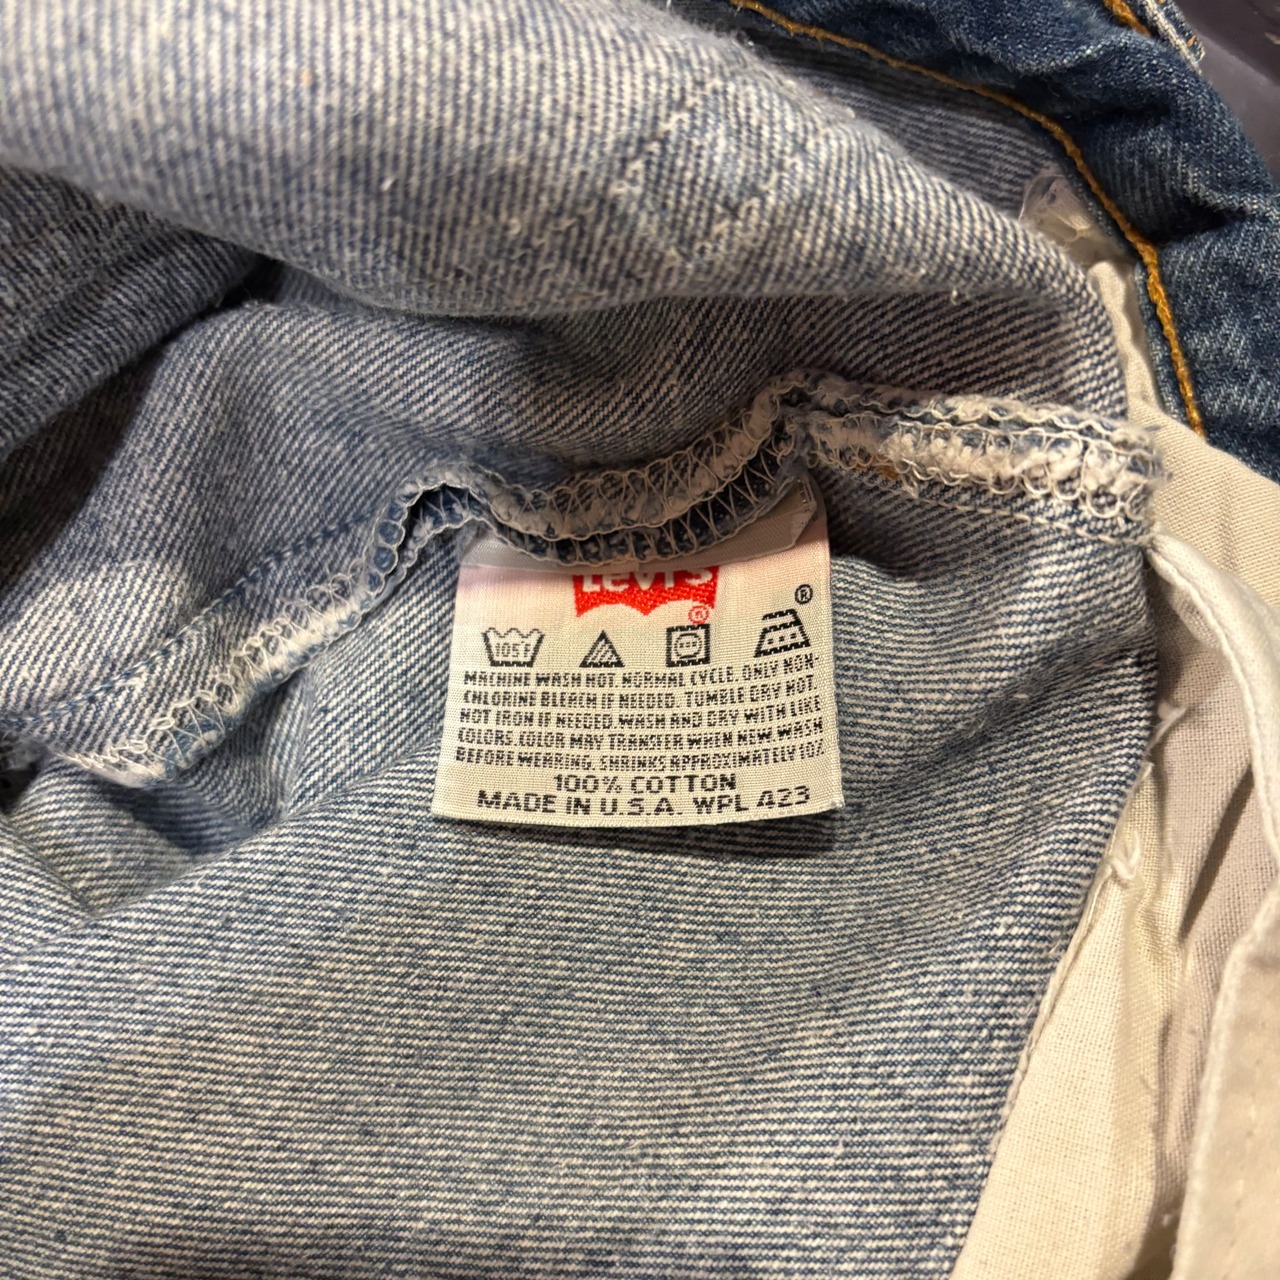 Levi's
®
®
105°F
MACHINE WASH HOT, NORMAL CYCLE. ONLY NON-
CHLORINE BLEACH IF NEEDED. TUMBLE DRY HOT.
HOT IRON IF NEEDED. WASH AND DRY WITH LIKE
COLORS. COLOR MAY TRANSFER WHEN NEW. WASH
BEFORE WEARING. SHRINKS APPROXIMATELY 10%
100% COTTON
MADE IN U.S.A. WPL 423